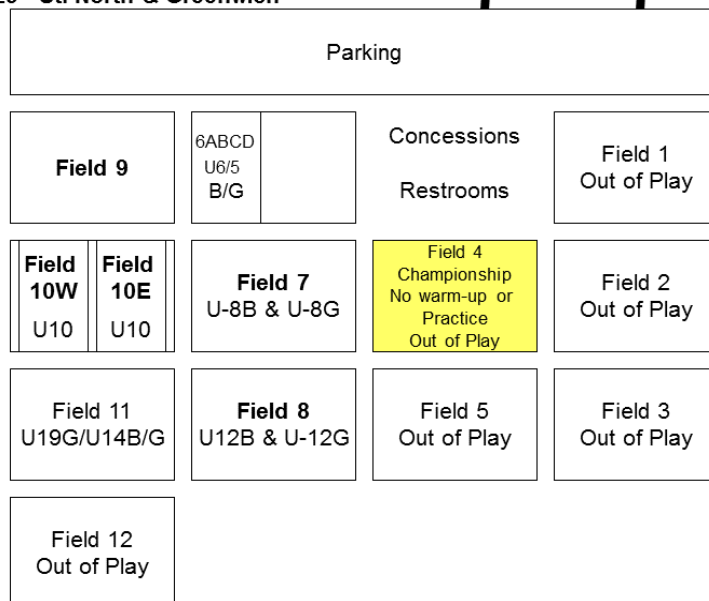 St. North & Greenwich
Parking
Field 9
6ABCD
U6/5
B/G
Concessions
Restrooms
Field 1
Out of Play
Field
10W
U10
Field
10E
U10
Field 7
U-8B & U-8G
Field 4
Championship
No warm-up or
Practice
Out of Play
Field 2
Out of Play
Field 11
U19G/U14B/G
Field 8
U12B & U-12G
Field 5
Out of Play
Field 3
Out of Play
Field 12
Out of Play